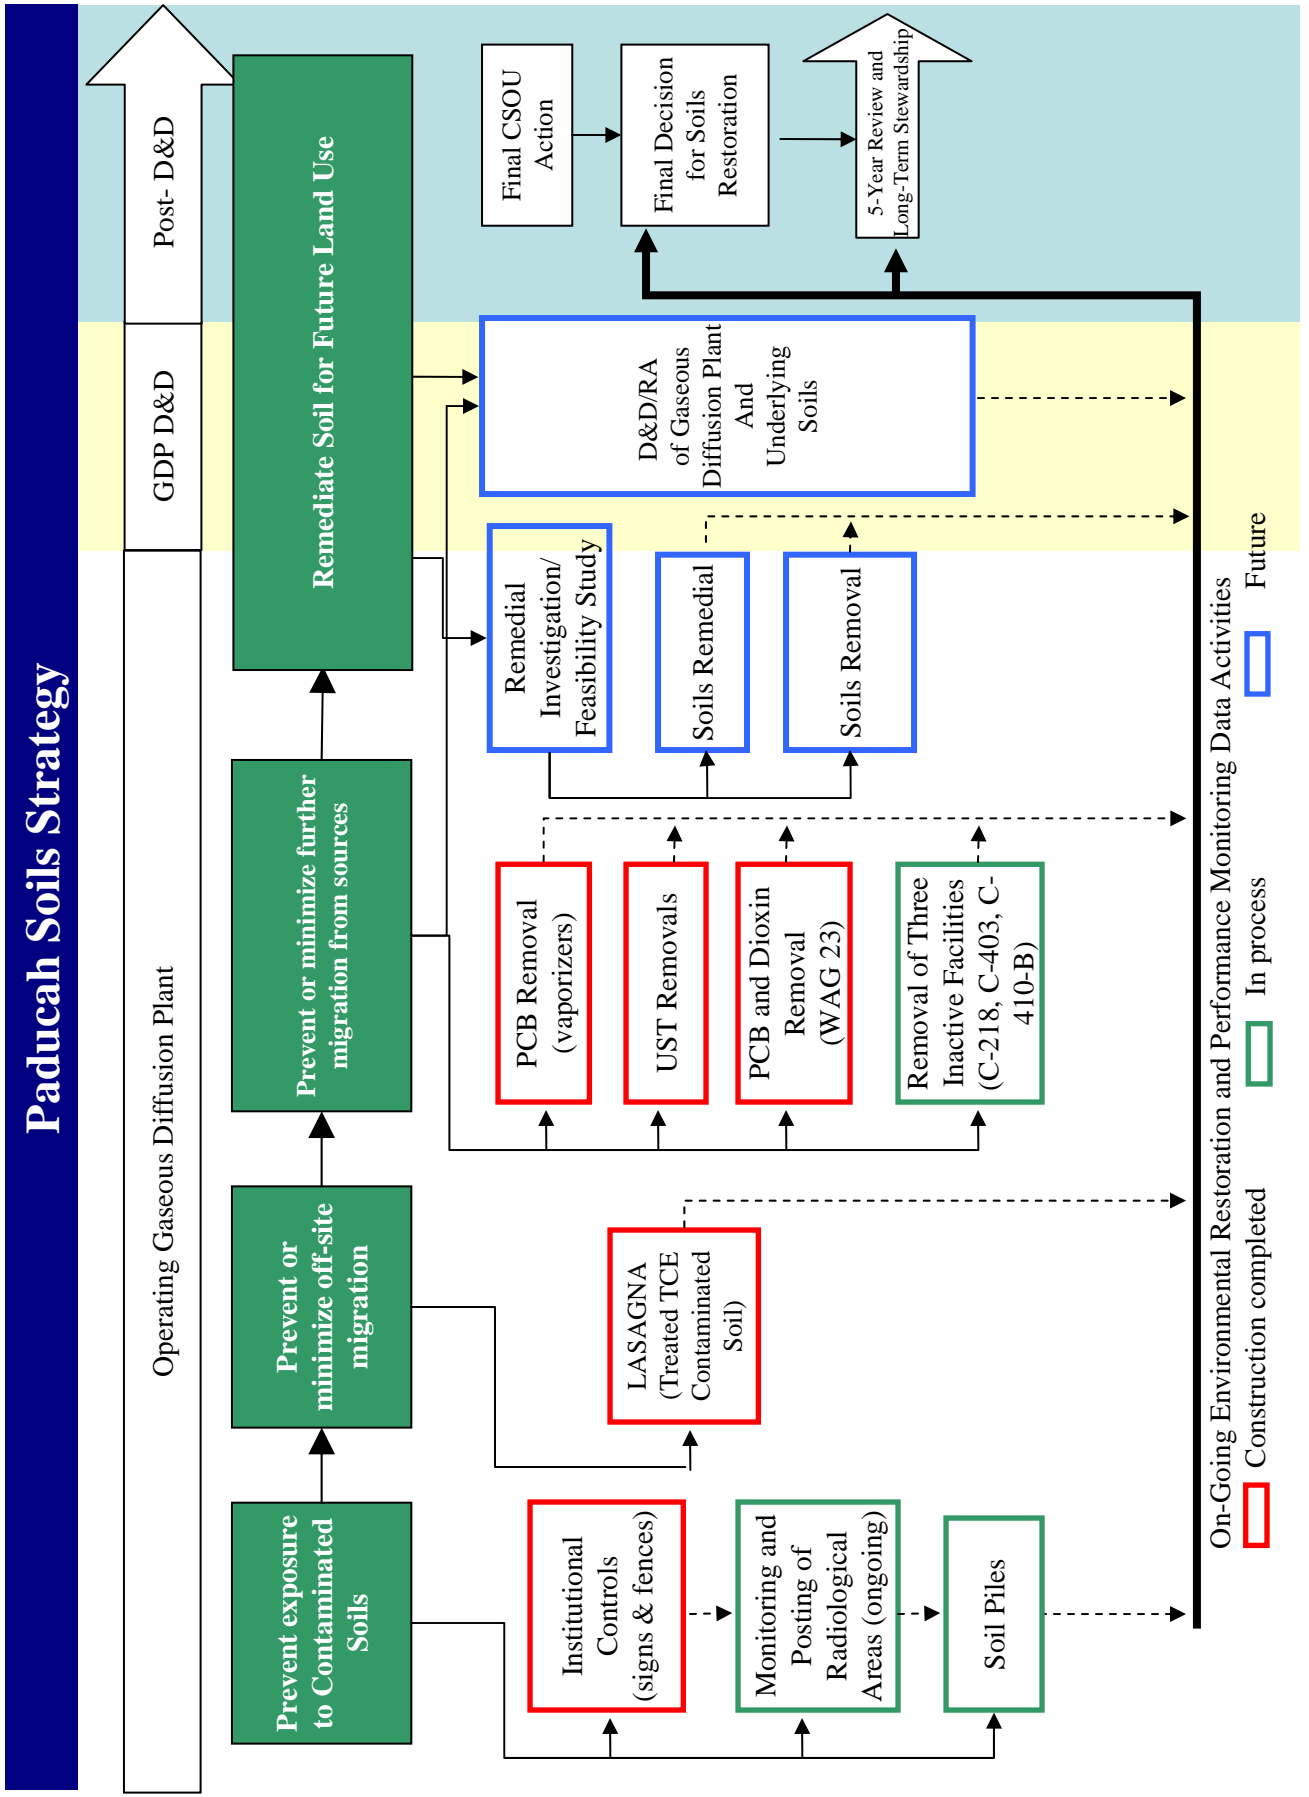 Paducah Soils Strategy
Operating Gaseous Diffusion Plant
GDP D&D
Post- D&D
Prevent exposure
to Contaminated
Soils
Prevent or
minimize off-site
migration
Prevent or minimize further
migration from sources
Remediate Soil for Future Land Use
Institutional
Controls
(signs & fences)
Monitoring and
Posting of
Radiological
Areas (ongoing)
Soil Piles
LASAGNA
(Treated TCE
Contaminated
Soil)
PCB Removal
(vaporizers)
UST Removals
PCB and Dioxin
Removal
(WAG 23)
Removal of Three
Inactive Facilities
(C-218, C-403, C-
410-B)
Remedial
Investigation/
Feasibility Study
Soils Remedial
Soils Removal
D&D/RA
of Gaseous
Diffusion Plant
And
Underlying
Soils
Final CSOU
Action
Final Decision
for Soils
Restoration
5-Year Review and
Long-Term Stewardship
On-Going Environmental Restoration and Performance Monitoring Data Activities
Construction completed
In process
Future